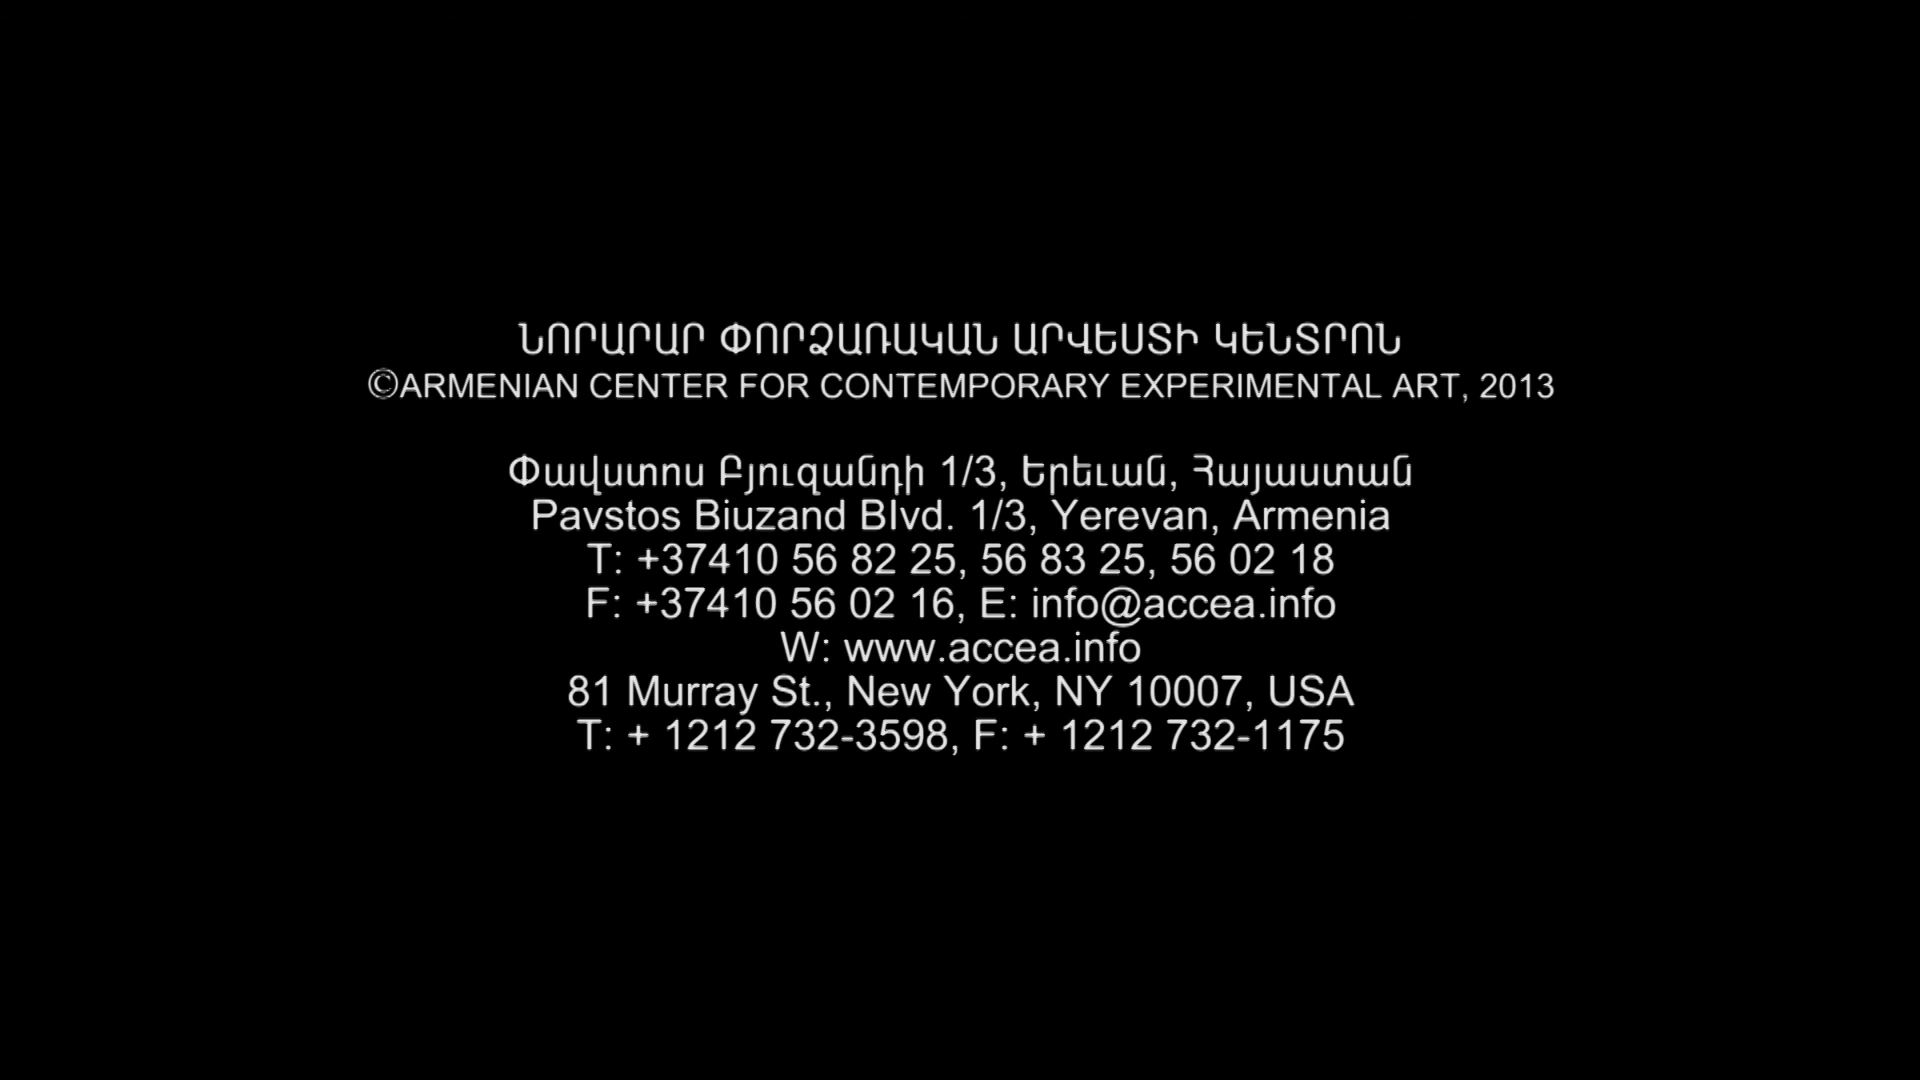 ՆՈՐԱՐԱՐ ՓՈՐՁԱՌԱԿԱՆ ԱՐՎԵՍՏԻ ԿԵՆՏՐՈՆ
©ARMENIAN CENTER FOR CONTEMPORARY EXPERIMENTAL ART, 2013
Փավստոս Բյուզանդի 1/3, Երեւան, Հայաստան
Pavstos Biuzand Blvd. 1/3, Yerevan, Armenia
T: +37410 56 82 25, 56 83 25, 56 02 18
F: +37410 56 02 16, E: info@accea.info
W: www.accea.info
81 Murray St., New York, NY 10007, USA
T: + 1212 732-3598, F: + 1212 732-1175